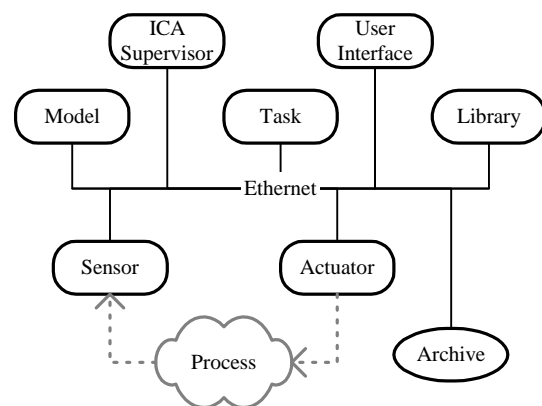 ICA
Supervisor
User
Interface
Model
Task
Library
Ethernet
Sensor
Actuator
Process
Archive